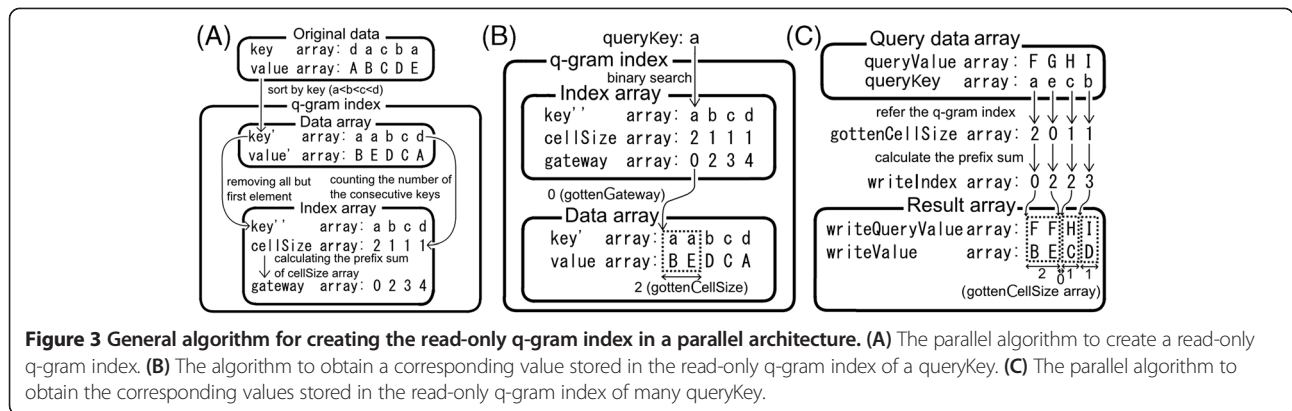 (A)
Original data
key array: d a c b a
value array: A B C D E
sort by key (a<b<c<d)
q-gram index
Data array
key' array: a a b c d
value' array: B E D C A
removing all but
first element
counting the number of
the consecutive keys
Index array
key'' array: a b c d
cellSize array: 2 1 1 1
calculating the prefix sum
of cellSize array
gateway array: 0 2 3 4
(B)
queryKey: a
q-gram index
binary search
Index array
key'' array: a b c d
cellSize array: 2 1 1 1
gateway array: 0 2 3 4
0 (gottenGateway)
Data array
key' array: a a b c d
value array: B E D C A
2 (gottenCellSize)
(C)
Query data array
queryValue array: F G H I
queryKey array: a e c b
refer the q-gram index
gottenCellSize array: 2 0 1 1
calculate the prefix sum
writeIndex array: 0 2 2 3
Result array
writeQueryValue array: F F H I
writeValue array: B E C D
2 0 1 1
(gottenCellSize array)
Figure 3 General algorithm for creating the read-only q-gram index in a parallel architecture. (A) The parallel algorithm to create a read-only
q-gram index. (B) The algorithm to obtain a corresponding value stored in the read-only q-gram index of a queryKey. (C) The parallel algorithm to
obtain the corresponding values stored in the read-only q-gram index of many queryKey.